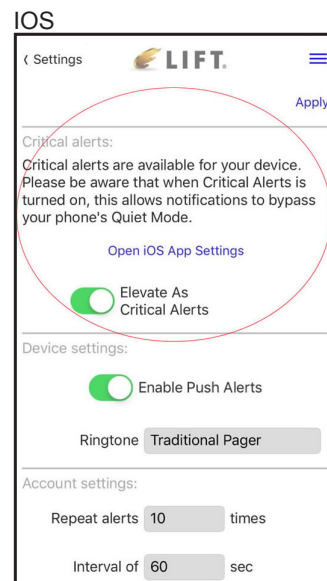 IOS
‹ Settings
LIFT.
Apply
Critical alerts:
Critical alerts are available for your device.
Please be aware that when Critical Alerts is
turned on, this allows notifications to bypass
your phone's Quiet Mode.
Open iOS App Settings
Elevate As
Critical Alerts
Device settings:
Enable Push Alerts
Ringtone Traditional Pager
Account settings:
Repeat alerts 10 times
Interval of 60 sec